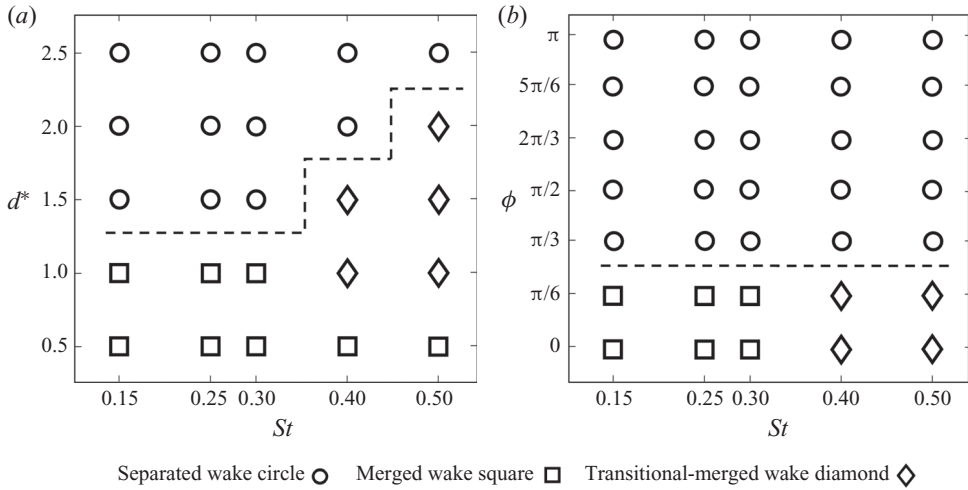 (a)
2.5
2.0
d* 1.5
1.0
0.5
0.15 0.25 0.30 0.40 0.50
St
(b)
π
5π/6
2π/3
ϕ π/2
π/3
π/6
0
0.15 0.25 0.30 0.40 0.50
St
Separated wake circle Merged wake square Transitional-merged wake diamond